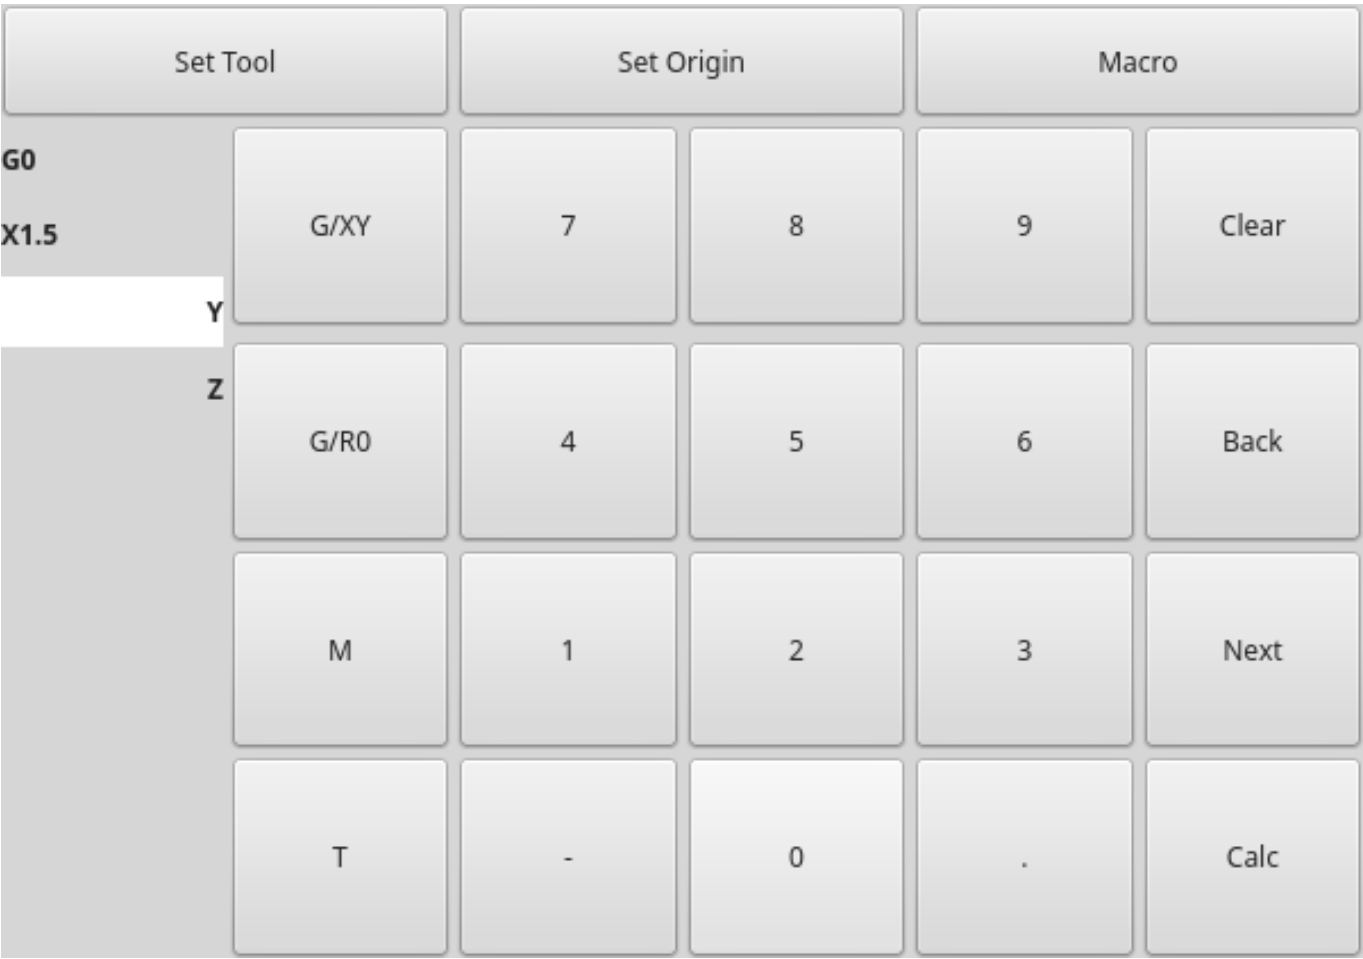 Set Tool Set Origin Macro
G0
X1.5
Y
Z
G/XY 7 8 9 Clear
G/R0 4 5 6 Back
M 1 2 3 Next
T - 0 . Calc